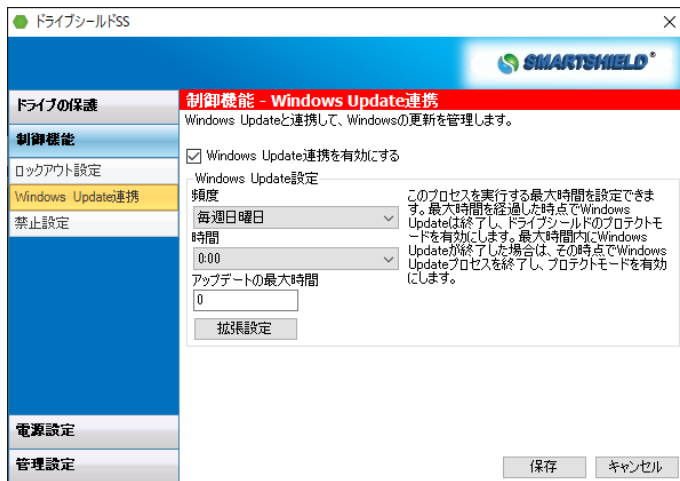 ドライブシールドSS
SMARTSHIELD®
ドライブの保護
制御機能
ロックアウト設定
Windows Update連携
禁止設定
電源設定
管理設定
制御機能 - Windows Update連携
Windows Updateと連携して、Windowsの更新を管理します。
Windows Update連携を有効にする
Windows Update設定
頻度
毎週日曜日
時間
0:00
アップデートの最大時間
0
拡張設定
このプロセスを実行する最大時間を設定できま
す。最大時間を経過した時点でWindows
Updateは終了し、ドライブシールドのプロテクトモ
ードを有効にします。最大時間内にWindows
Updateが終了した場合は、その時点でWindows
Updateプロセスを終了し、プロテクトモードを有効
にします。
保存
キャンセル